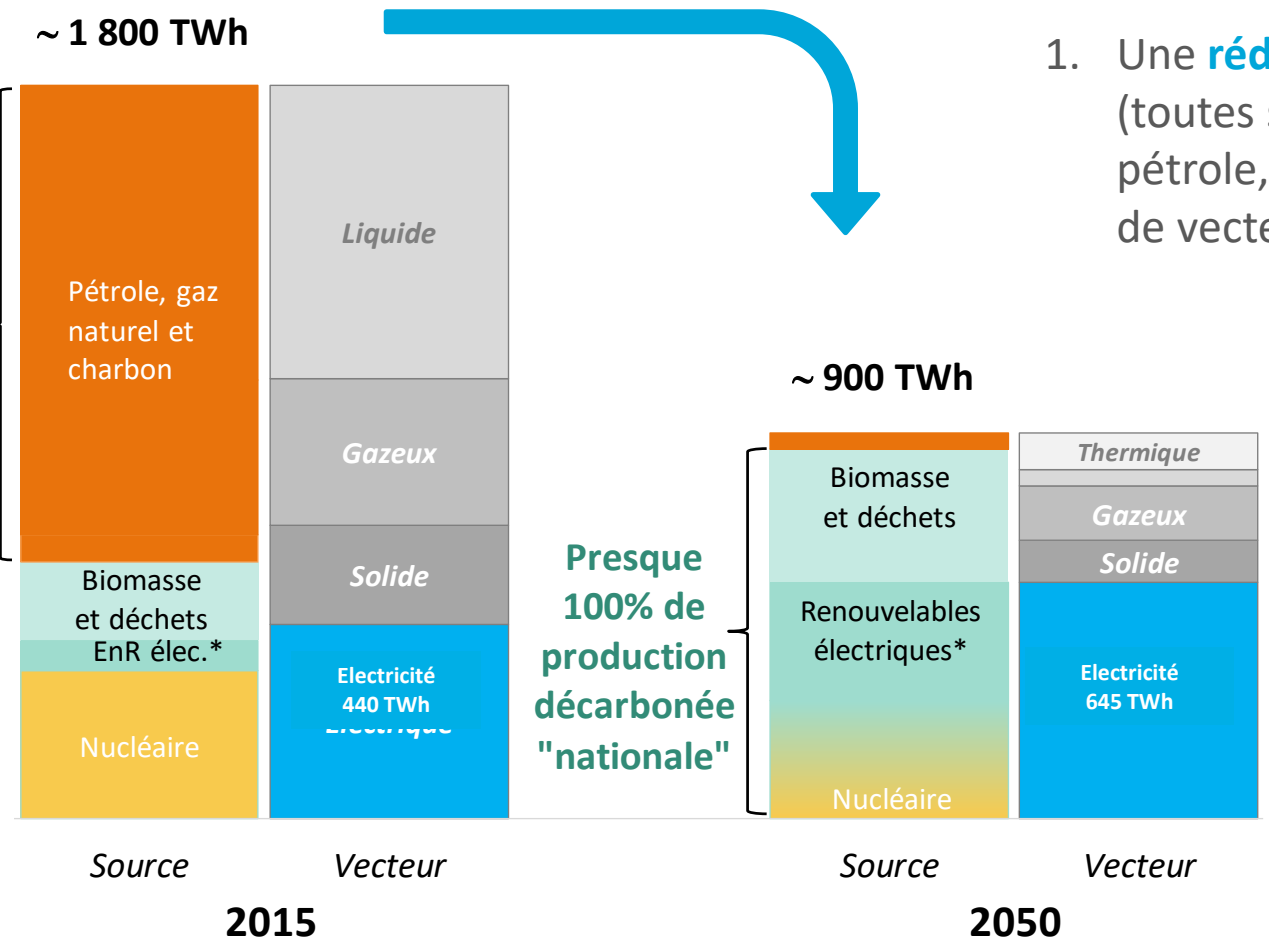 ~ 1 800 TWh
1. Une réd
(toutes
pétrole,
de vecte
Liquide
Pétrole, gaz
naturel et
charbon
Gazeux
Solide
Biomasse
et déchets
EnR élec.*
Electricité
440 TWh
Electrique
Nucléaire
~ 900 TWh
Presque
100% de
production
décarbonée
"nationale"
Biomasse
et déchets
Thermique
Gazeux
Solide
Renouvelables
électriques*
Electricité
645 TWh
Nucléaire
Source
Vecteur
Source
Vecteur
2015
2050